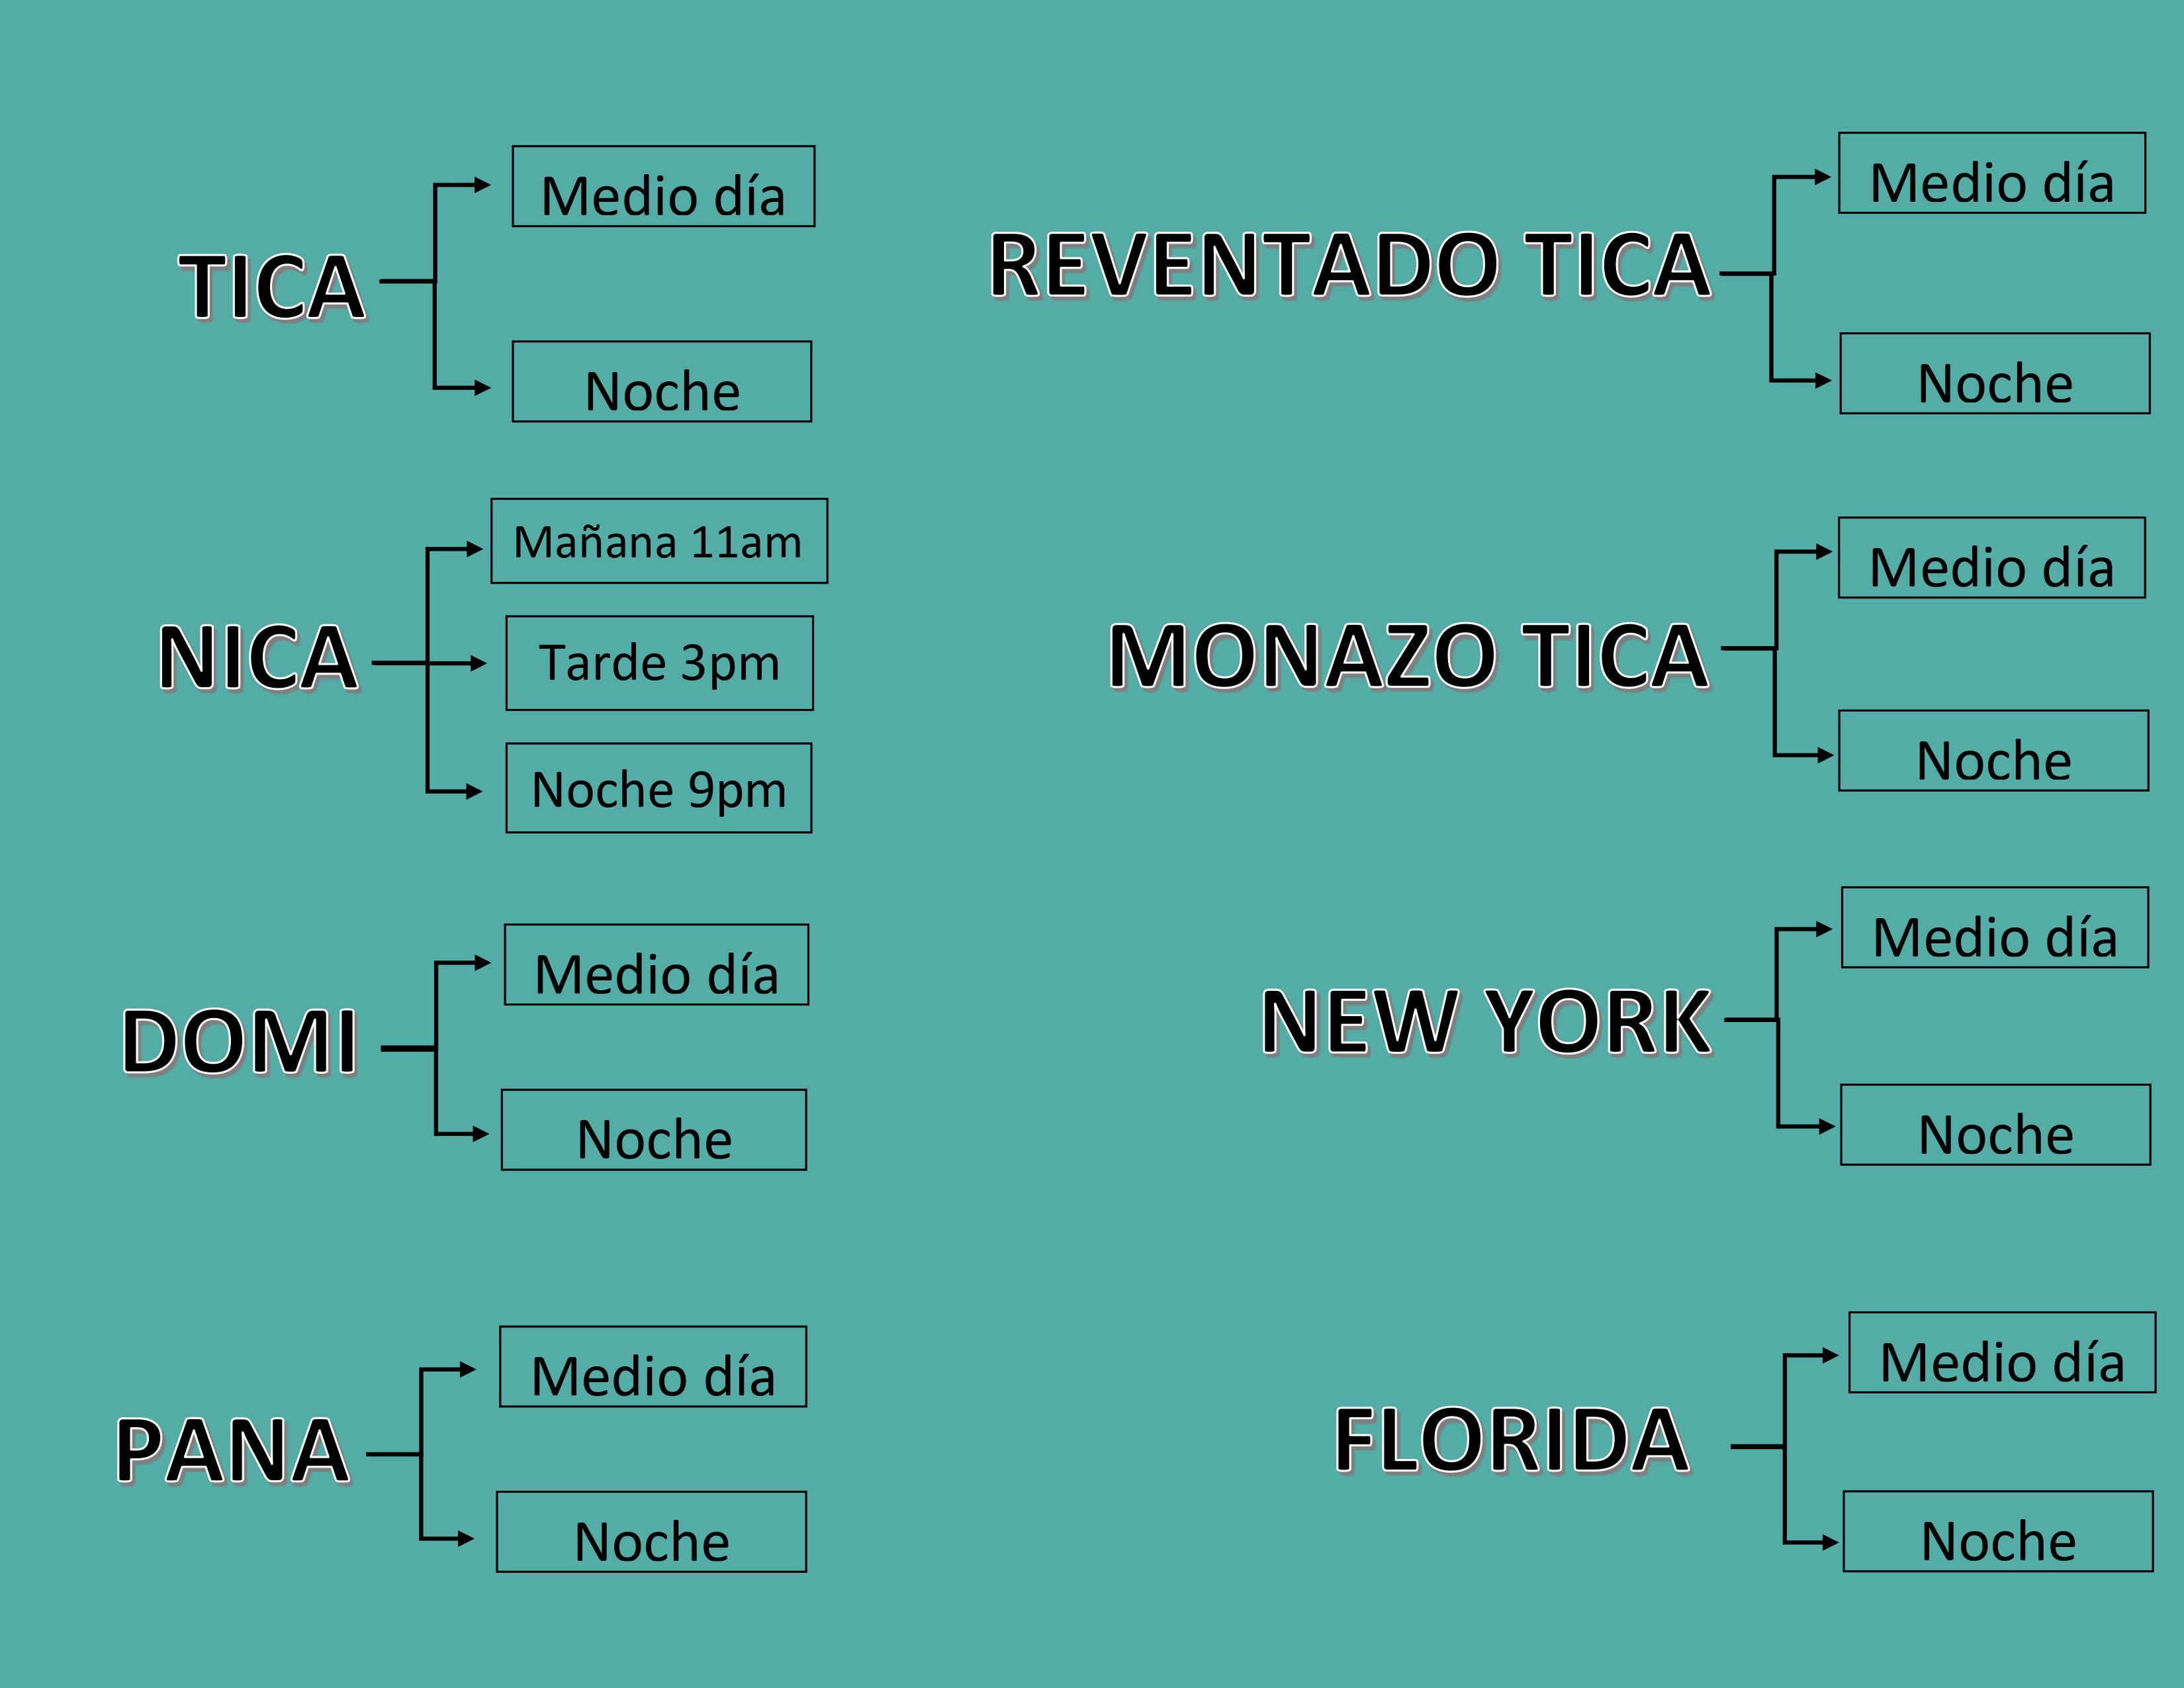 TICA
Medio día
Noche
NICA
Mañana 11am
Tarde 3pm
Noche 9pm
DOMI
Medio día
Noche
PANA
Medio día
Noche
REVENTADO TICA
Medio día
Noche
MONAZO TICA
Medio día
Noche
NEW YORK
Medio día
Noche
FLORIDA
Medio día
Noche